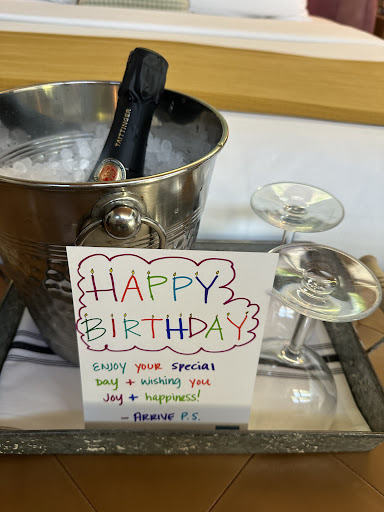 TAITTINGER
HAPPY
BIRTHDAY
ENJOY YOUR SPECIAL
DAY + WISHING YOU
JOY + HAPPINESS!
- ARRIVE P.S.